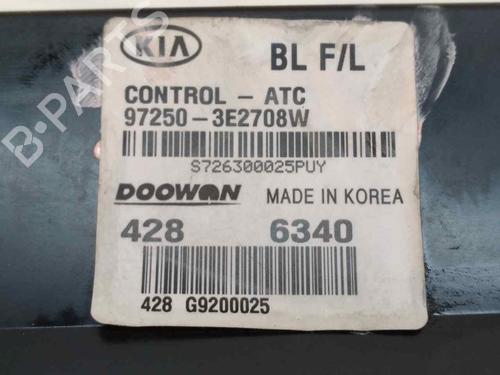 KIA BL F/L
CONTROL - ATC
97250-3E2708W
S726300025PUY
DOOWON MADE IN KOREA
428 6340
428 G9200025
B-PARTS